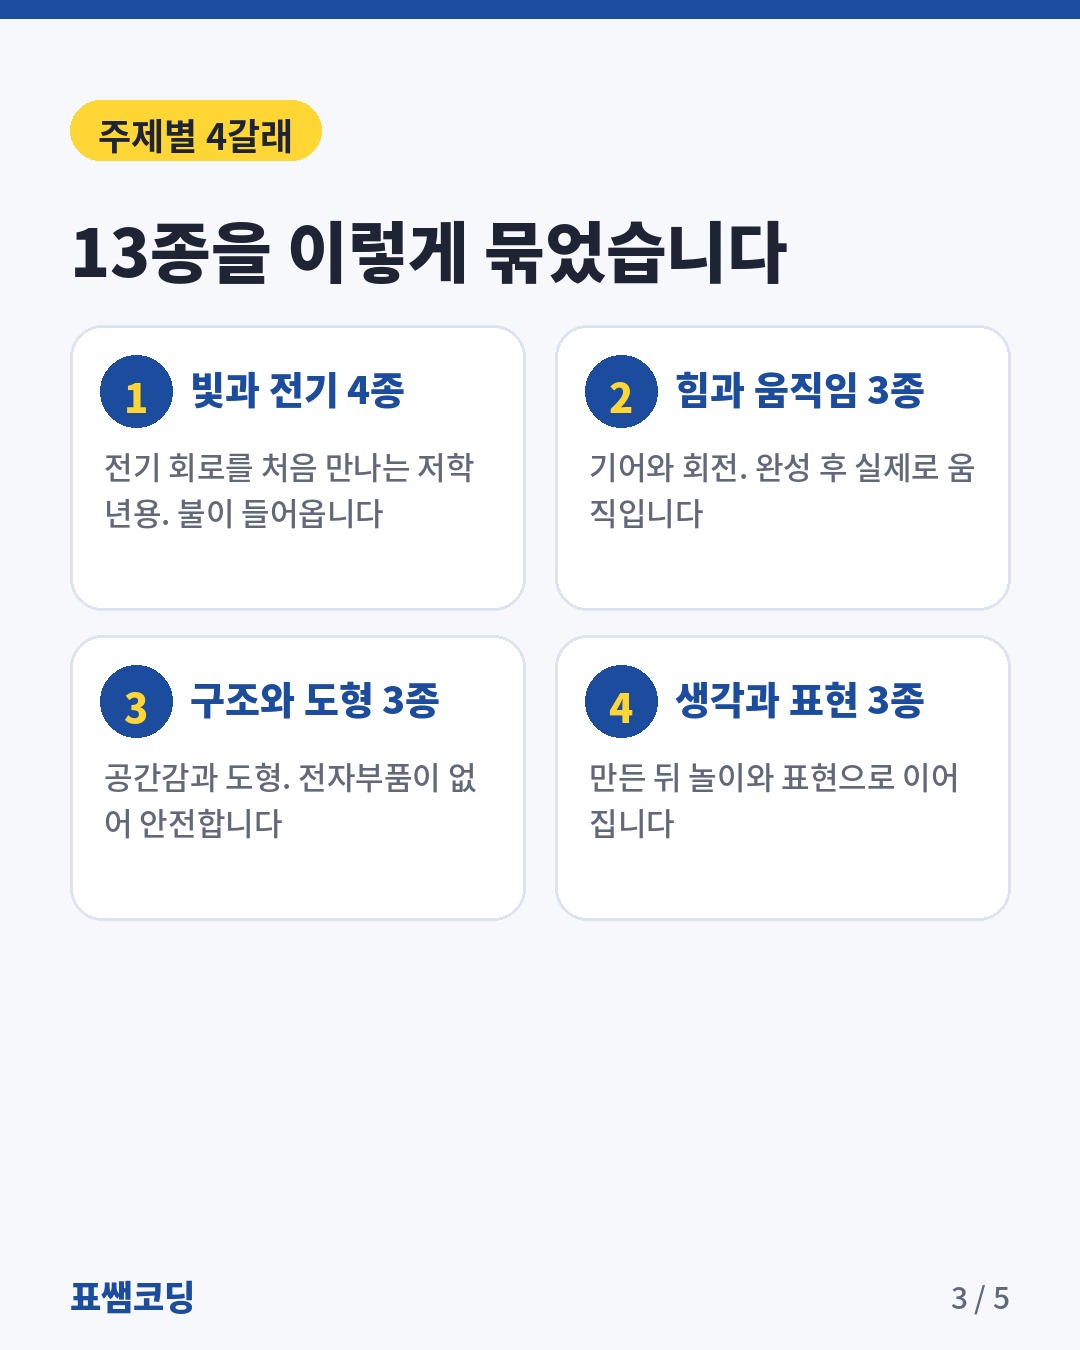 주제별 4갈래
13종을 이렇게 묶었습니다
1 빛과 전기 4종
전기 회로를 처음 만나는 저학
년용. 불이 들어옵니다
2 힘과 움직임 3종
기어와 회전. 완성 후 실제로 움
직입니다
3 구조와 도형 3종
공간감과 도형. 전자부품이 없
어 안전합니다
4 생각과 표현 3종
만든 뒤 놀이와 표현으로 이어
집니다
표쌤코딩
3 / 5